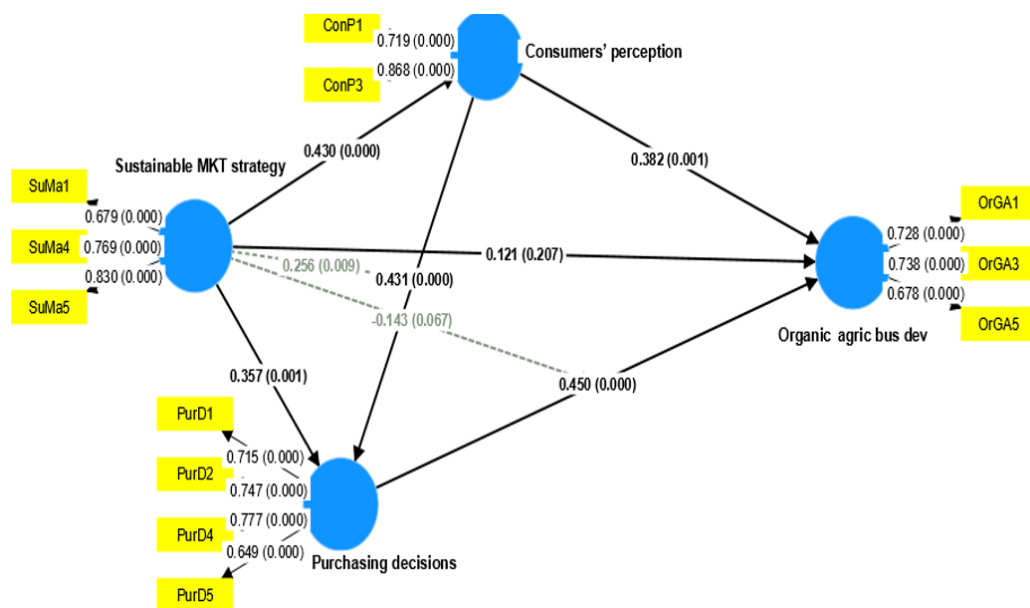 ConP1
0.719 (0.000)
Consumers' perception
0.868 (0.000)
ConP3
0.430 (0.000)
0.382 (0.001)
Sustainable MKT strategy
SuMa1
0.679 (0.000)
SuMa4
0.769 (0.000)
0.830 (0.000)
SuMa5
OrGA1
0.728 (0.000)
OrGA3
0.738 (0.000)
0.678 (0.000)
OrGA5
0.121 (0.207)
0.256 (0.009)
0.431 (0.000)
-0.143 (0.067)
Organic agric bus dev
0.357 (0.001)
0.450 (0.000)
PurD1
0.715 (0.000)
PurD2
0.747 (0.000)
0.777 (0.000)
PurD4
0.649 (0.000)
Purchasing decisions
PurD5